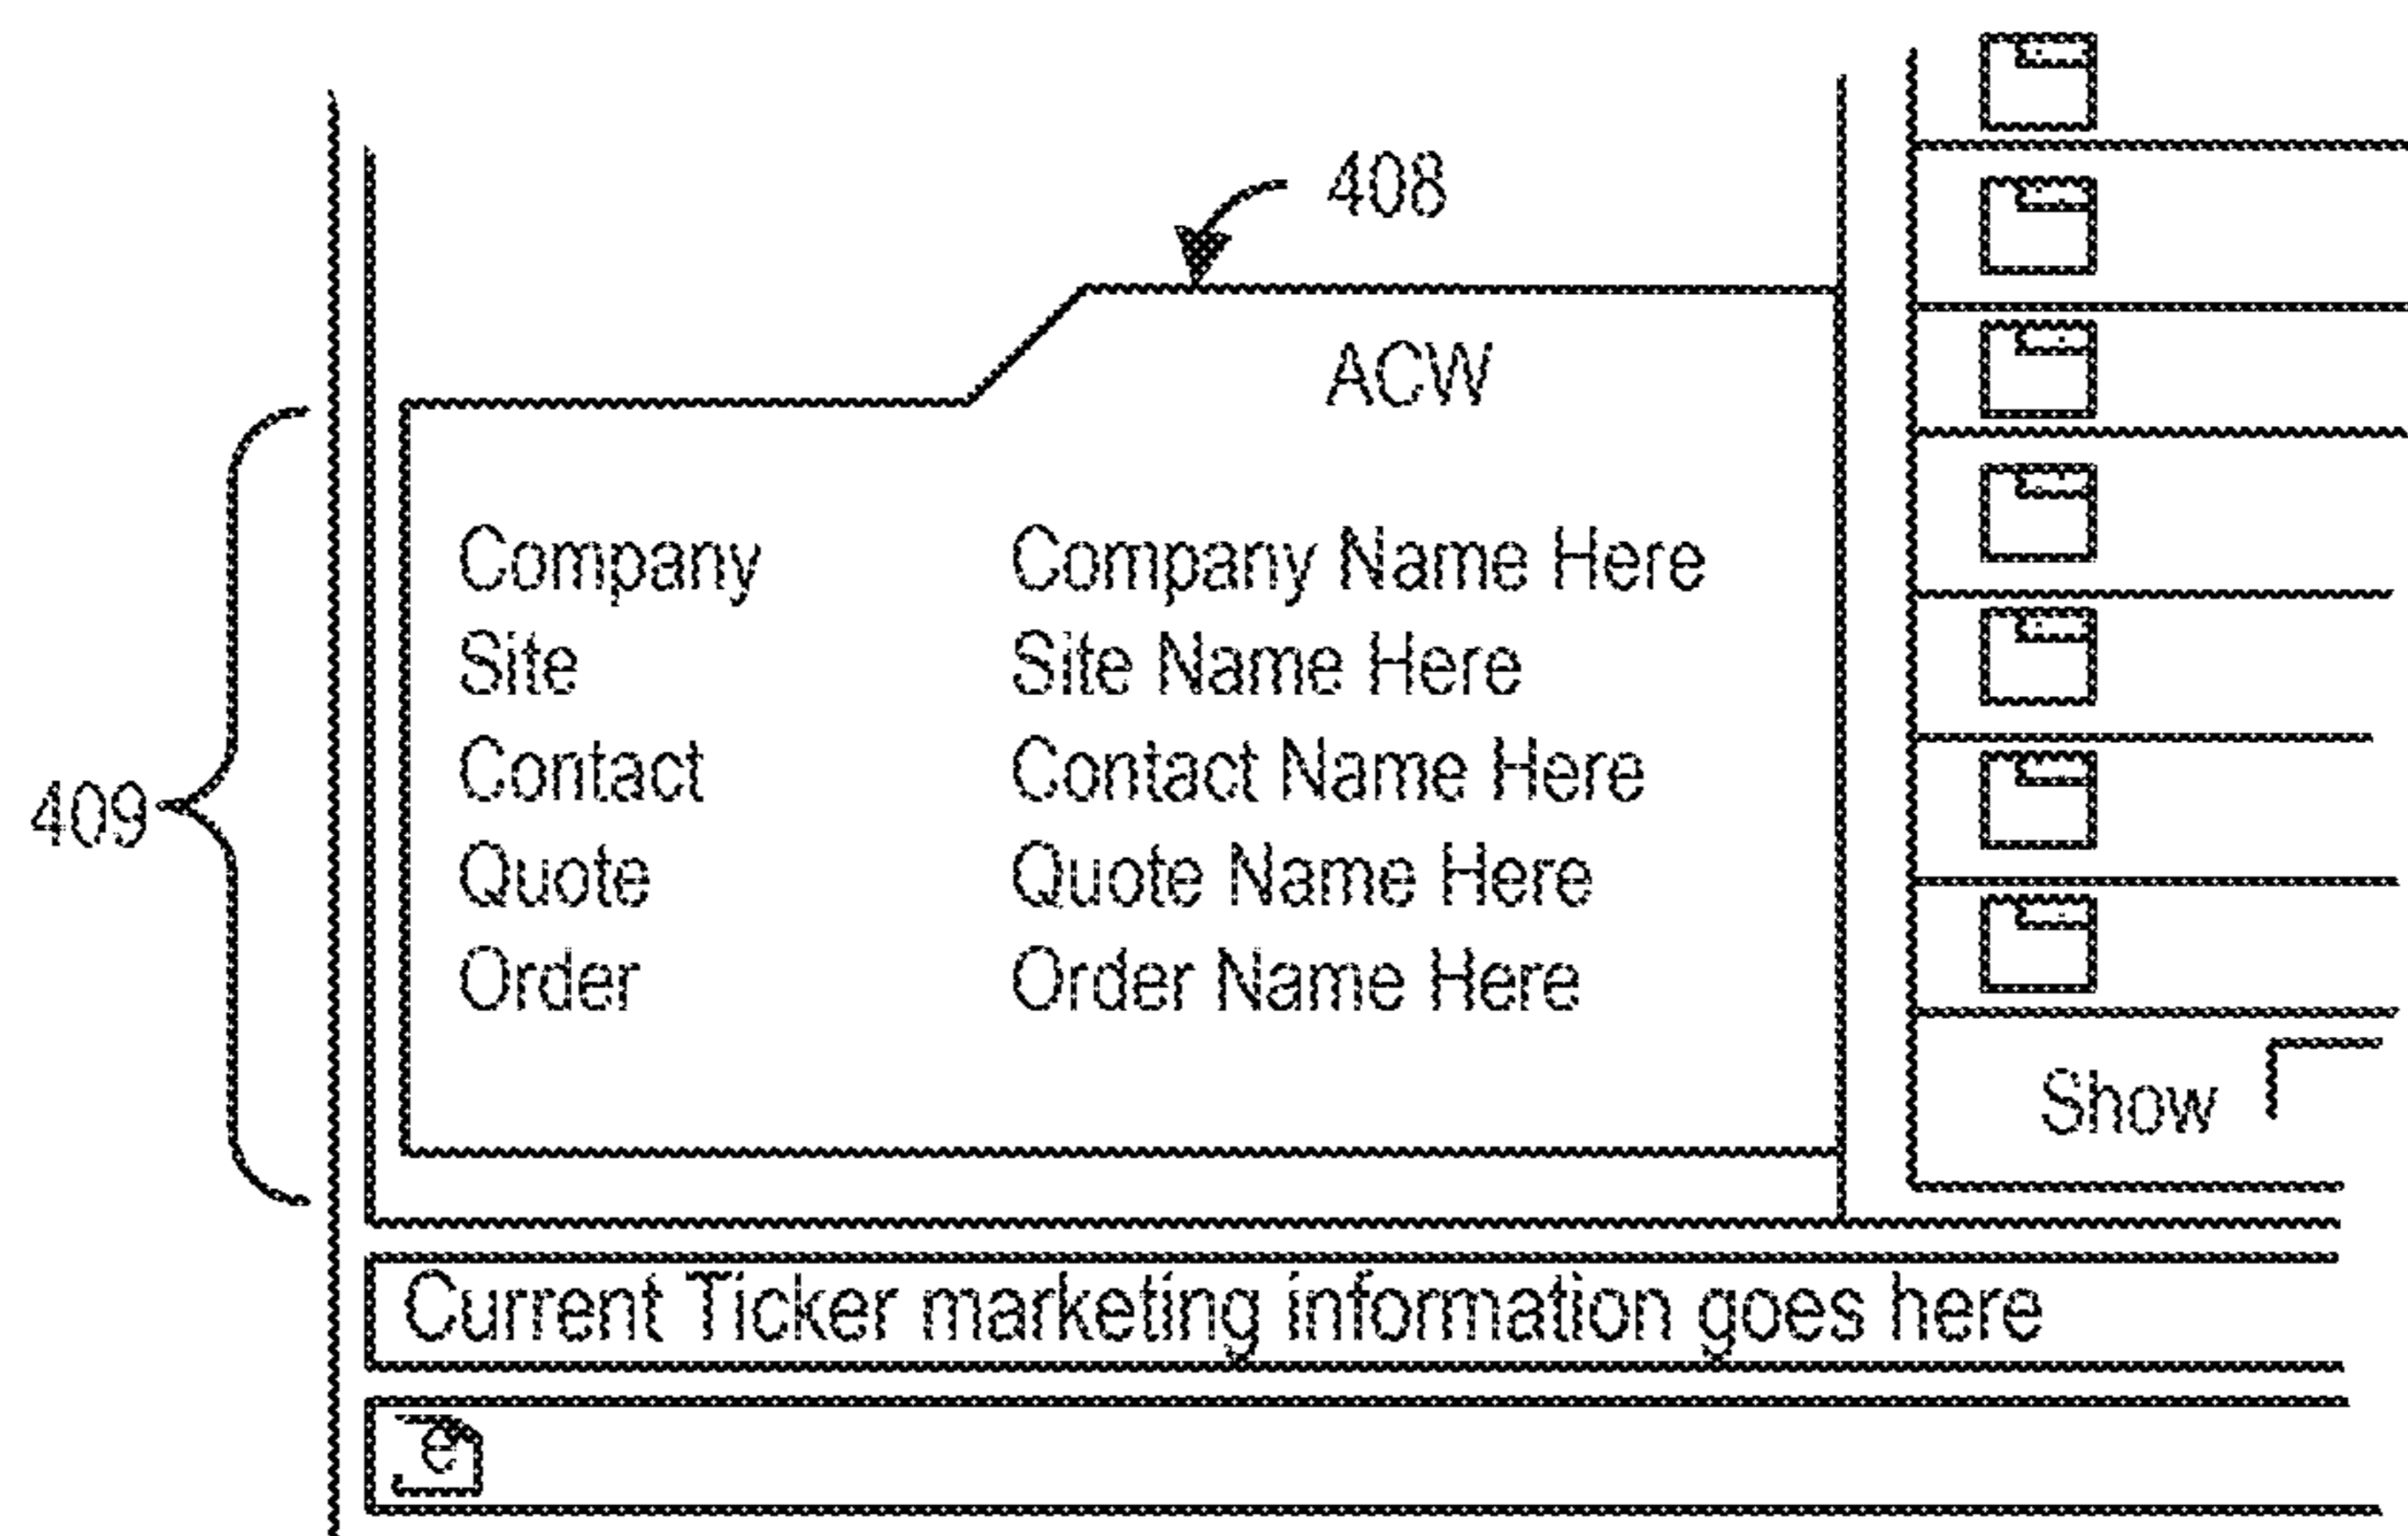 408
ACW
Company Company Name Here
Site Site Name Here
Contact Contact Name Here
409
Quote Quote Name Here
Order Order Name Here
Show
Current Ticker marketing information goes here
e